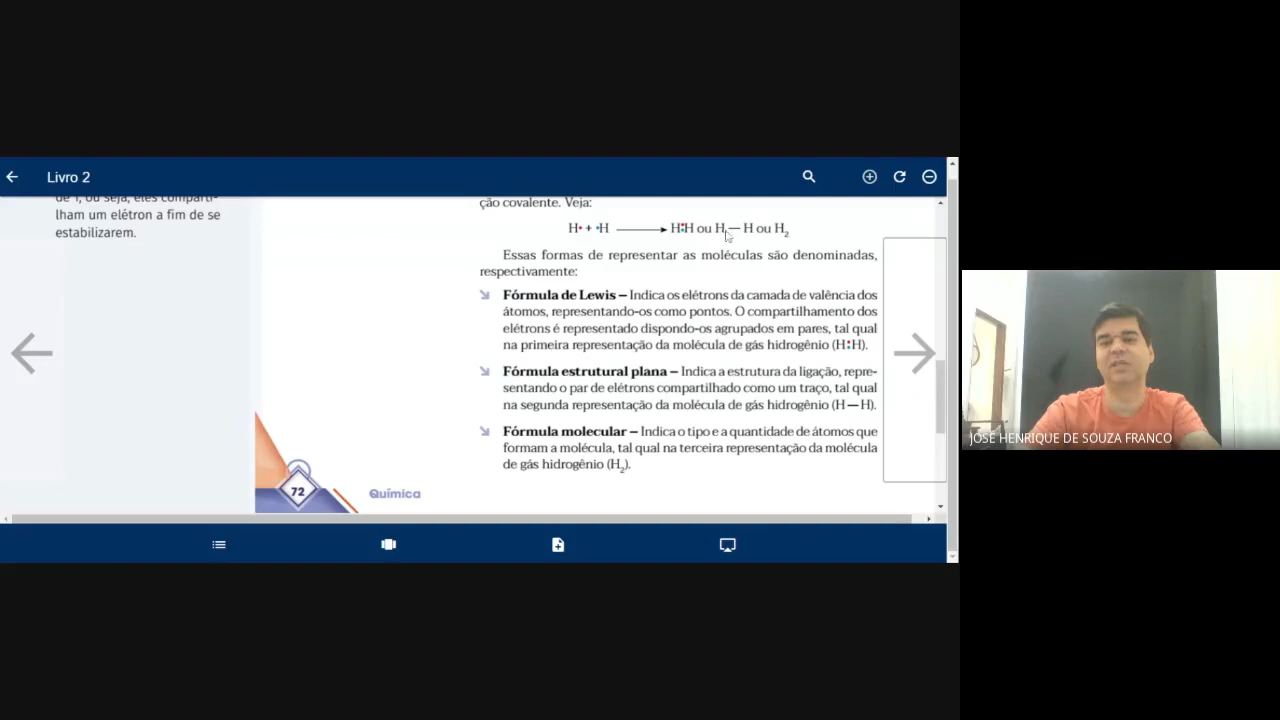 Livro 2
de 1, ou seja, eles comparti-
lham um elétron a fim de se
estabilizarem.
ção covalente. Veja:
H• + •H ⟶ H••H ou H — H ou H₂
Essas formas de representar as moléculas são denominadas,
respectivamente:
Fórmula de Lewis – Indica os elétrons da camada de valência dos
átomos, representando-os como pontos. O compartilhamento dos
elétrons é representado dispondo-os agrupados em pares, tal qual
na primeira representação da molécula de gás hidrogênio (H••H).
Fórmula estrutural plana – Indica a estrutura da ligação, repre-
sentando o par de elétrons compartilhado como um traço, tal qual
na segunda representação da molécula de gás hidrogênio (H — H).
Fórmula molecular – Indica o tipo e a quantidade de átomos que
formam a molécula, tal qual na terceira representação da molécula
de gás hidrogênio (H₂).
72
Química
JOSÉ HENRIQUE DE SOUZA FRANCO